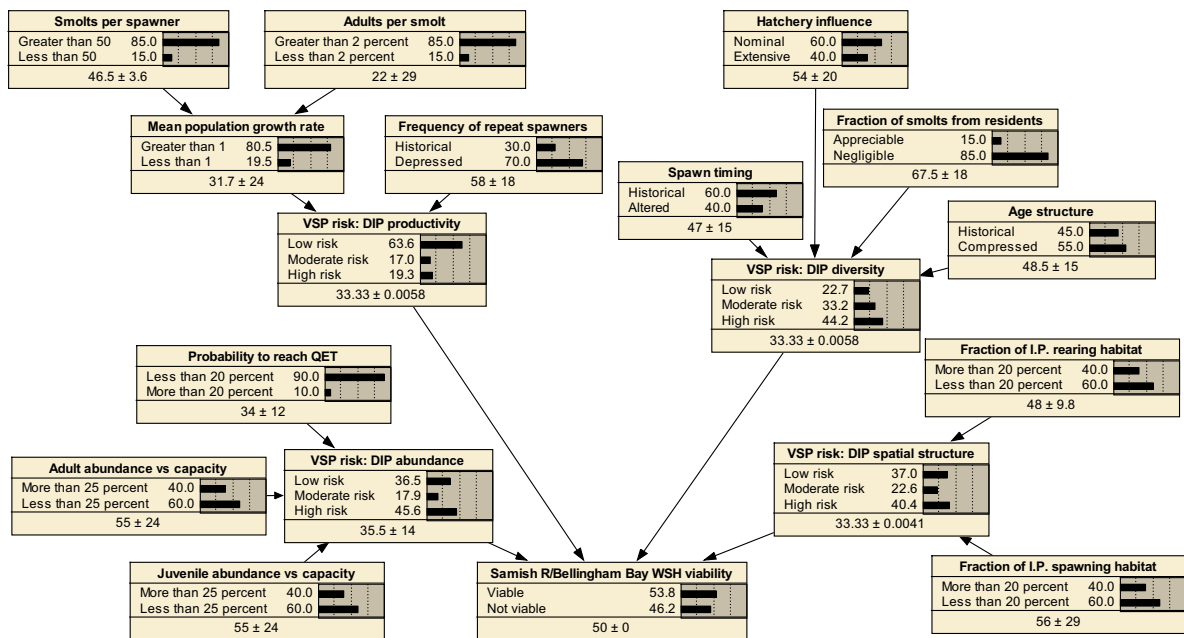 Smolts per spawner
Greater than 50 85.0
Less than 50 15.0
46.5 ± 3.6
Adults per smolt
Greater than 2 percent 85.0
Less than 2 percent 15.0
22 ± 29
Hatchery influence
Nominal 60.0
Extensive 40.0
54 ± 20
Mean population growth rate
Greater than 1 80.5
Less than 1 19.5
31.7 ± 24
Frequency of repeat spawners
Historical 30.0
Depressed 70.0
58 ± 18
Fraction of smolts from residents
Appreciable 15.0
Negligible 85.0
67.5 ± 18
Spawn timing
Historical 60.0
Altered 40.0
47 ± 15
Age structure
Historical 45.0
Compressed 55.0
48.5 ± 15
VSP risk: DIP productivity
Low risk 63.6
Moderate risk 17.0
High risk 19.3
33.33 ± 0.0058
VSP risk: DIP diversity
Low risk 22.7
Moderate risk 33.2
High risk 44.2
33.33 ± 0.0058
Probability to reach QET
Less than 20 percent 90.0
More than 20 percent 10.0
34 ± 12
Fraction of I.P. rearing habitat
More than 20 percent 40.0
Less than 20 percent 60.0
48 ± 9.8
Adult abundance vs capacity
More than 25 percent 40.0
Less than 25 percent 60.0
55 ± 24
VSP risk: DIP abundance
Low risk 36.5
Moderate risk 17.9
High risk 45.6
35.5 ± 14
VSP risk: DIP spatial structure
Low risk 37.0
Moderate risk 22.6
High risk 40.4
33.33 ± 0.0041
Juvenile abundance vs capacity
More than 25 percent 40.0
Less than 25 percent 60.0
55 ± 24
Samish R/Bellingham Bay WSH viability
Viable 53.8
Not viable 46.2
50 ± 0
Fraction of I.P. spawning habitat
More than 20 percent 40.0
Less than 20 percent 60.0
56 ± 29